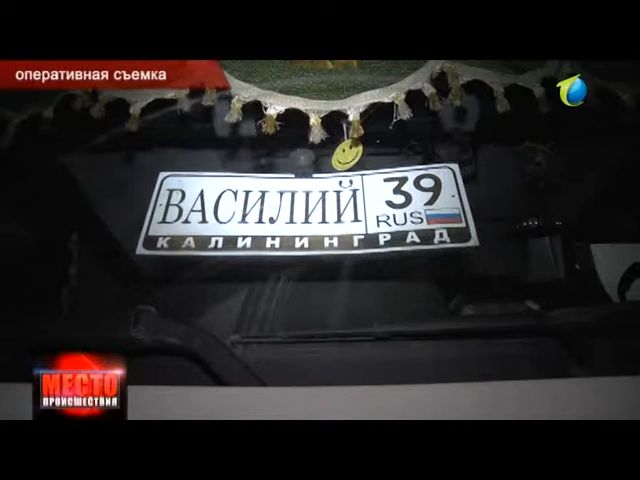 оперативная съемка
ВАСИЛИЙ 39
RUS
КАЛИНИНГРАД
МЕСТО
ПРОИСШЕСТВИЯ